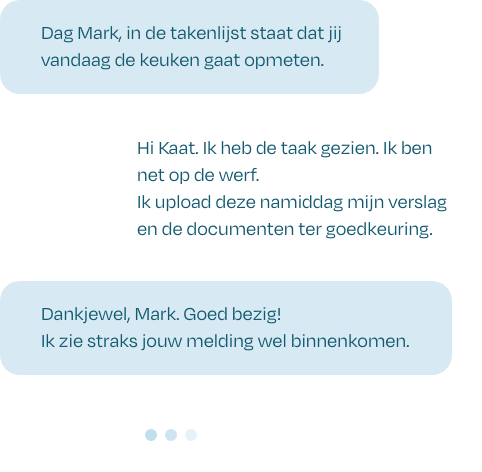 Dag Mark, in de takenlijst staat dat jij
vandaag de keuken gaat opmeten.
Hi Kaat. Ik heb de taak gezien. Ik ben
net op de werf.
Ik upload deze namiddag mijn verslag
en de documenten ter goedkeuring.
Dankjewel, Mark. Goed bezig!
Ik zie straks jouw melding wel binnenkomen.